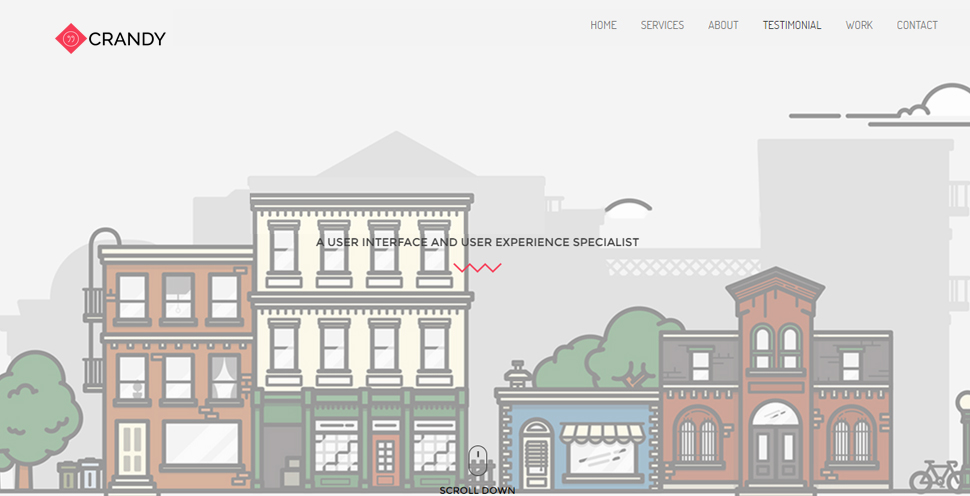 CRANDY
HOME SERVICES ABOUT TESTIMONIAL WORK CONTACT
A USER INTERFACE AND USER EXPERIENCE SPECIALIST
SCROLL DOWN